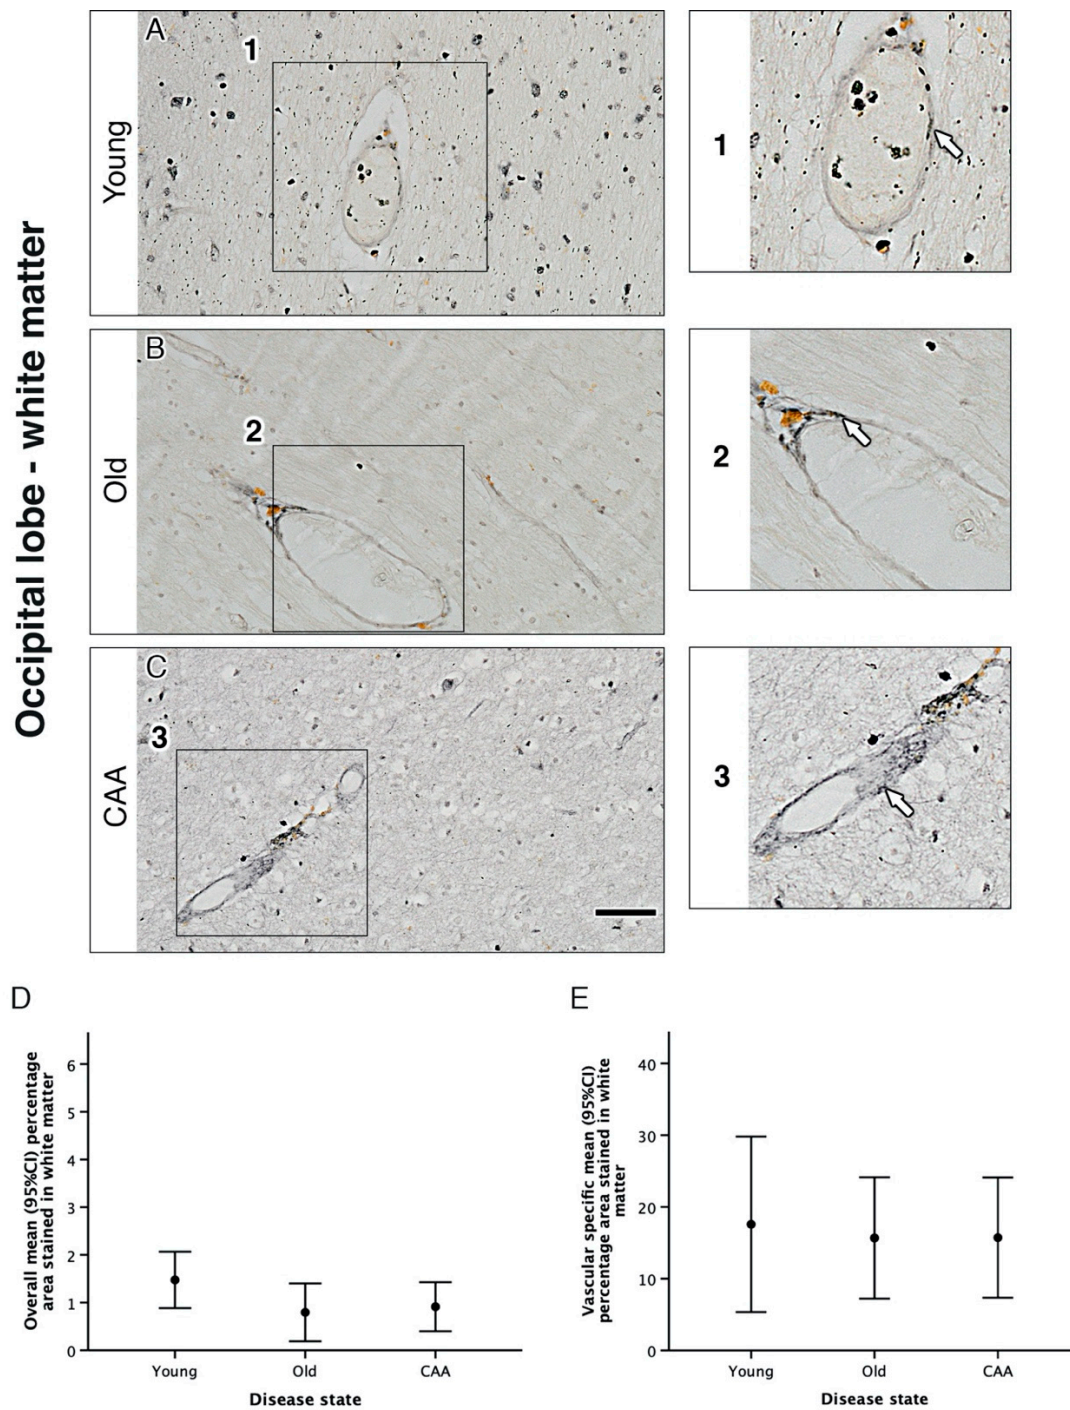 Occipital lobe - white matter
Young
A
1
1
Old
B
2
2
CAA
C
3
3
D
Overall mean (95%CI) percentage
area stained in white matter
6
5
4
3
2
1
0
Young Old CAA
Disease state
E
Vascular specific mean (95%CI)
percentage area stained in white
matter
40
30
20
10
0
Young Old CAA
Disease state